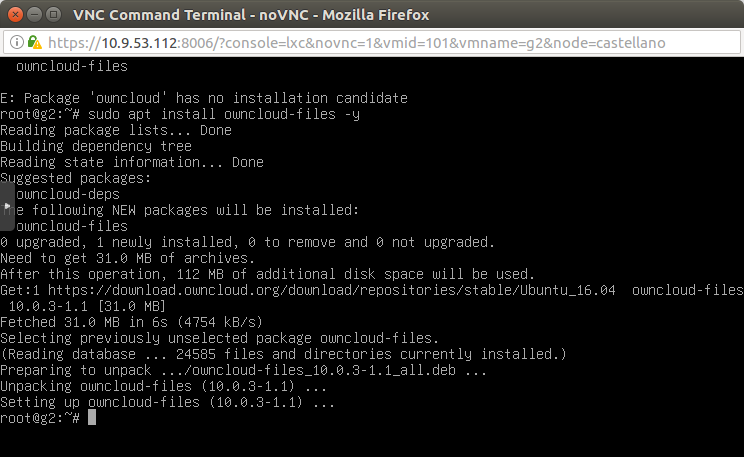 VNC Command Terminal - noVNC - Mozilla Firefox
https://10.9.53.112:8006/?console=lxc&novnc=1&vmid=101&vmname=g2&node=castellano
owncloud-files
E: Package 'owncloud' has no installation candidate
root@g2:~# sudo apt install owncloud-files -y
Reading package lists... Done
Building dependency tree
Reading state information... Done
Suggested packages:
owncloud-deps
The following NEW packages will be installed:
owncloud-files
0 upgraded, 1 newly installed, 0 to remove and 0 not upgraded.
Need to get 31.0 MB of archives.
After this operation, 112 MB of additional disk space will be used.
Get:1 https://download.owncloud.org/download/repositories/stable/Ubuntu_16.04  owncloud-files
10.0.3-1.1 [31.0 MB]
Fetched 31.0 MB in 6s (4754 kB/s)
Selecting previously unselected package owncloud-files.
(Reading database ... 24585 files and directories currently installed.)
Preparing to unpack .../owncloud-files_10.0.3-1.1_all.deb ...
Unpacking owncloud-files (10.0.3-1.1) ...
Setting up owncloud-files (10.0.3-1.1) ...
root@g2:~#